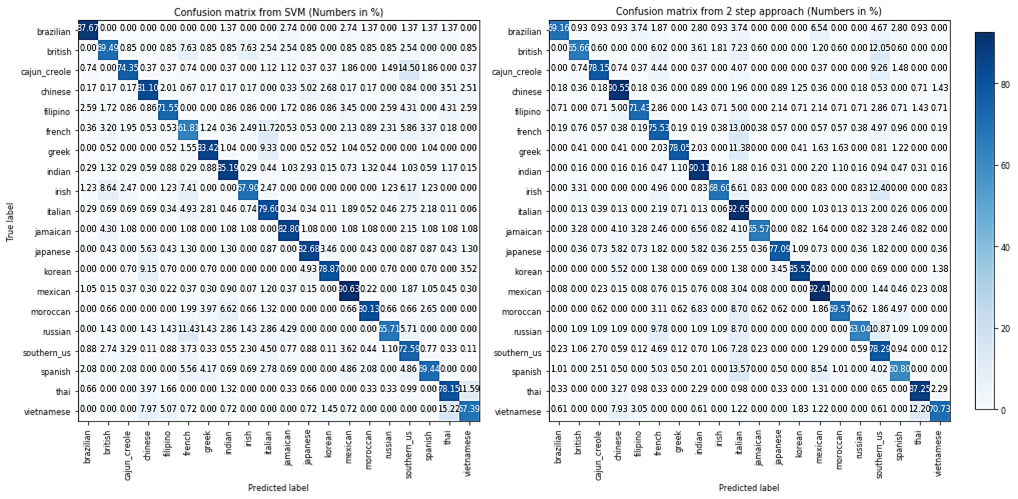 Confusion matrix from SVM (Numbers in %)
brazilian 87.67 0.00 0.00 0.00 0.00 0.00 0.00 1.37 0.00 0.00 2.74 0.00 0.00 2.74 1.37 0.00 1.37 1.37 1.37 0.00
british 0.00 69.49 0.85 0.00 0.85 7.63 0.85 0.85 7.63 2.54 2.54 0.85 0.00 0.85 0.85 0.85 2.54 0.00 0.00 0.85
cajun_creole 0.74 0.00 74.35 0.37 0.37 0.74 0.00 0.37 1.12 1.12 0.37 0.37 0.37 1.86 0.00 1.49 14.50 1.86 0.00 0.37
chinese 0.17 0.17 0.00 81.10 2.01 0.67 0.17 0.17 0.17 0.00 0.33 5.02 2.68 0.17 0.17 0.00 0.84 0.00 3.51 2.51
filipino 2.59 1.72 0.86 0.86 71.55 0.00 0.00 0.86 0.86 0.00 1.72 0.86 0.86 3.45 0.00 2.59 4.31 0.00 4.31 2.59
french 0.36 3.20 1.95 0.53 0.53 61.81 1.24 0.36 2.49 11.72 0.53 0.53 0.00 2.13 0.89 2.31 5.86 3.37 0.18 0.00
greek 0.00 0.52 0.00 0.00 0.52 1.55 83.42 1.04 0.00 9.33 0.00 0.52 0.52 1.04 0.52 0.00 0.00 1.04 0.00 0.00
indian 0.29 1.32 0.29 0.59 0.88 0.29 0.88 85.19 0.29 0.44 1.03 2.93 0.15 0.73 1.32 0.44 1.03 0.59 1.17 0.15
irish 1.23 8.64 2.47 0.00 1.23 7.41 0.00 0.00 67.90 2.47 0.00 0.00 0.00 0.00 0.00 1.23 6.17 1.23 0.00 0.00
italian 0.29 0.69 0.69 0.69 0.34 4.93 2.81 0.46 0.74 79.60 0.34 0.34 0.11 1.89 0.52 0.46 2.75 2.18 0.11 0.06
jamaican 0.00 4.30 1.08 0.00 1.08 1.08 0.00 1.08 0.00 1.08 82.80 1.08 0.00 1.08 0.00 0.00 2.15 1.08 1.08 1.08
japanese 0.00 0.43 0.00 5.63 0.43 1.30 0.00 1.30 0.00 0.87 0.43 82.68 3.46 0.00 0.43 0.00 0.87 0.43 0.43 1.30
korean 0.00 0.00 0.70 9.15 0.00 0.70 0.00 0.70 0.00 0.00 0.00 4.93 78.87 0.00 0.70 0.00 0.70 0.00 0.00 3.52
mexican 1.05 0.15 0.37 0.30 0.22 0.37 0.30 0.90 0.07 1.20 0.37 0.15 0.00 90.63 0.22 0.00 1.87 1.05 0.45 0.30
moroccan 0.00 0.66 0.00 0.00 0.00 1.99 3.97 6.62 0.66 1.32 0.00 0.00 0.00 0.66 80.13 0.66 0.66 2.65 0.00 0.00
russian 0.00 1.43 0.00 1.43 1.43 11.43 1.43 2.86 1.43 2.86 4.29 0.00 0.00 0.00 0.00 65.71 5.71 0.00 0.00 0.00
southern_us 0.88 2.74 3.29 0.11 0.88 3.73 0.33 0.55 2.30 4.50 0.77 0.88 0.11 3.62 0.44 1.10 72.59 0.77 0.33 0.11
spanish 2.08 0.00 2.08 0.00 0.00 5.56 4.17 0.69 0.69 2.78 0.69 0.00 0.00 4.86 2.08 0.00 4.86 69.44 0.00 0.00
thai 0.66 0.00 0.00 3.97 1.66 0.00 0.00 1.32 0.00 0.00 0.33 0.66 0.00 0.33 0.00 0.33 0.99 0.00 78.15 11.59
vietnamese 0.00 0.00 0.00 7.97 5.07 0.72 0.00 0.72 0.00 0.00 0.00 0.72 1.45 0.72 0.00 0.00 0.00 0.00 15.22 67.39
brazilian british cajun_creole chinese filipino french greek indian irish italian jamaican japanese korean mexican moroccan russian southern_us spanish thai vietnamese
True label
Predicted label
Confusion matrix from 2 step approach (Numbers in %)
brazilian 69.16 0.93 0.93 0.93 3.74 1.87 0.00 2.80 0.93 3.74 0.00 0.00 0.00 6.54 0.00 0.00 4.67 2.80 0.93 0.00
british 0.00 65.66 0.60 0.00 0.00 6.02 0.00 3.61 1.81 7.23 0.60 0.00 0.00 1.20 0.60 0.00 12.05 0.60 0.00 0.00
cajun_creole 0.00 0.74 78.15 0.37 0.74 4.44 0.00 0.37 0.00 4.07 0.00 0.00 0.00 0.37 0.00 0.00 9.26 1.48 0.00 0.00
chinese 0.18 0.36 0.18 90.55 0.18 0.36 0.00 0.89 0.00 1.96 0.00 0.89 1.25 0.36 0.00 0.18 0.53 0.00 0.71 1.43
filipino 0.71 0.00 0.71 5.00 71.43 2.86 0.00 1.43 0.71 5.00 0.00 2.14 0.00 2.14 0.71 0.00 2.86 0.71 1.43 0.71
french 0.19 0.76 0.57 0.38 0.19 75.53 0.19 0.19 0.38 13.00 0.38 0.57 0.00 0.57 0.57 0.38 4.97 0.96 0.00 0.19
greek 0.00 0.41 0.00 0.00 0.00 2.03 78.05 2.03 0.00 11.38 0.00 0.00 0.41 1.63 1.63 0.00 0.81 1.22 0.00 0.00
indian 0.00 0.16 0.00 0.16 0.16 0.47 1.10 90.11 0.16 1.88 0.16 0.31 0.00 2.20 1.10 0.16 0.94 0.47 0.31 0.16
irish 0.00 3.31 0.00 0.00 0.00 4.96 0.00 0.83 68.60 6.61 0.83 0.00 0.00 0.83 0.00 0.83 12.40 0.00 0.00 0.83
italian 0.00 0.13 0.39 0.13 0.00 2.19 0.71 0.13 0.06 92.65 0.00 0.00 0.00 1.03 0.13 0.13 2.00 0.26 0.06 0.00
jamaican 0.00 3.28 0.00 4.10 3.28 2.46 0.00 6.56 0.82 4.10 65.57 0.00 0.00 0.82 0.00 0.82 3.28 2.46 0.82 1.64
japanese 0.00 0.36 0.73 5.82 0.73 1.82 0.00 4.36 0.36 2.55 0.36 77.09 1.09 0.73 0.00 0.36 1.82 0.00 0.00 0.36
korean 0.00 0.00 0.00 5.52 0.00 1.38 0.00 0.69 0.00 1.38 0.00 3.45 85.52 0.00 0.00 0.00 0.69 0.00 0.00 1.38
mexican 0.08 0.00 0.23 0.15 0.08 0.76 0.15 0.76 0.08 3.04 0.08 0.00 0.00 92.41 0.00 0.00 1.44 0.46 0.23 0.08
russian 0.00 1.09 1.09 1.09 0.00 9.78 0.00 1.09 0.00 8.70 1.09 0.00 0.00 0.00 0.00 63.04 10.87 0.00 1.09 1.09
southern_us 0.23 1.06 2.70 0.59 0.12 4.69 0.12 0.70 1.06 4.93 0.00 0.23 0.00 1.29 0.00 0.59 78.29 0.94 0.00 0.12
spanish 0.00 1.01 0.00 2.51 0.50 5.03 0.50 2.01 0.00 13.57 0.00 0.00 0.00 8.54 1.01 0.00 4.02 60.80 0.00 0.00
thai 0.33 0.00 0.00 3.27 0.98 0.33 0.00 2.29 0.00 0.98 0.00 0.33 0.00 1.31 0.00 0.00 0.65 0.00 87.25 2.29
vietnamese 0.61 0.00 0.00 7.93 3.05 0.00 0.00 0.61 0.00 1.22 0.00 0.00 1.83 1.22 0.00 0.00 0.61 0.00 12.20 70.73
brazilian british cajun_creole chinese filipino french greek indian irish italian jamaican japanese korean mexican moroccan russian southern_us spanish thai vietnamese
Predicted label
80
60
40
20
0